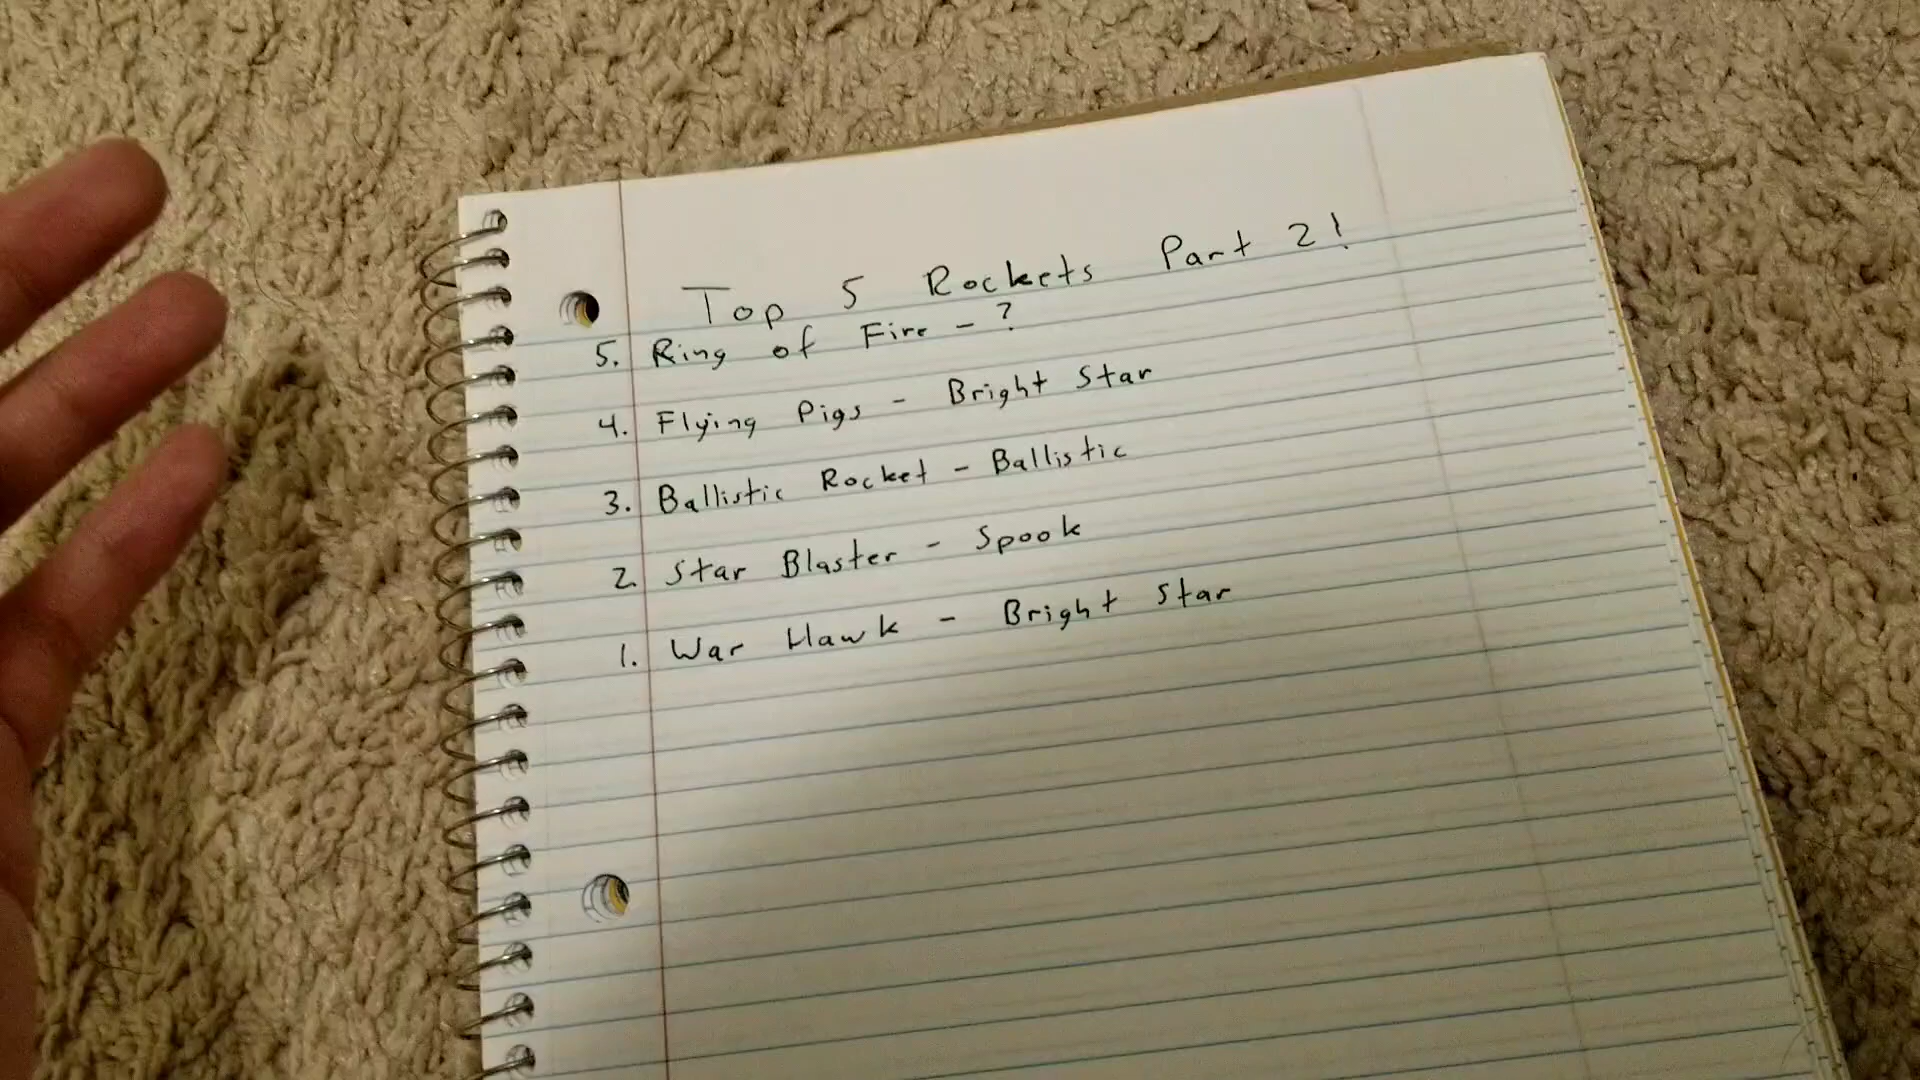 Top 5 Rockets Part 2!
5. Ring of Fire - ?
4. Flying Pigs - Bright Star
3. Ballistic Rocket - Ballistic
2. Star Blaster - Spook
1. War Hawk - Bright Star